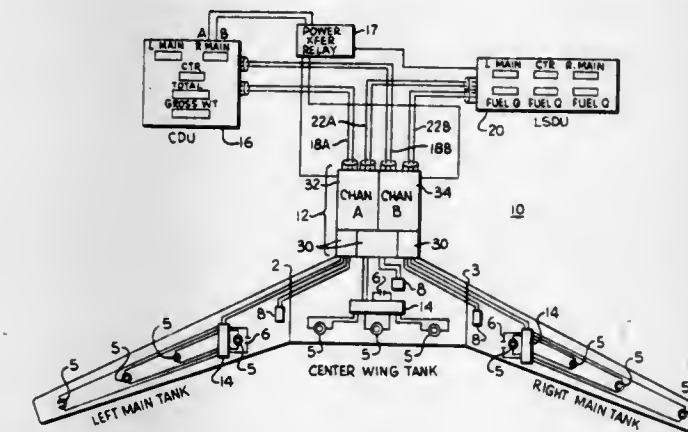 A B
L MAIN R MAIN
CTR
TOTAL
GROSS WT
CDU
16
POWER
XFER
RELAY
17
L MAIN CTR R.MAIN
FUEL Q FUEL Q FUEL Q
20 LSDU
22A
18A
22B
18B
32 34
CHAN A
CHAN B
12
10
30 30
2 3
8 8 8
6 14
5 5 5
CENTER WING TANK
5 5 5 5 6
14
LEFT MAIN TANK
14
6 5 5 5 5
RIGHT MAIN TANK